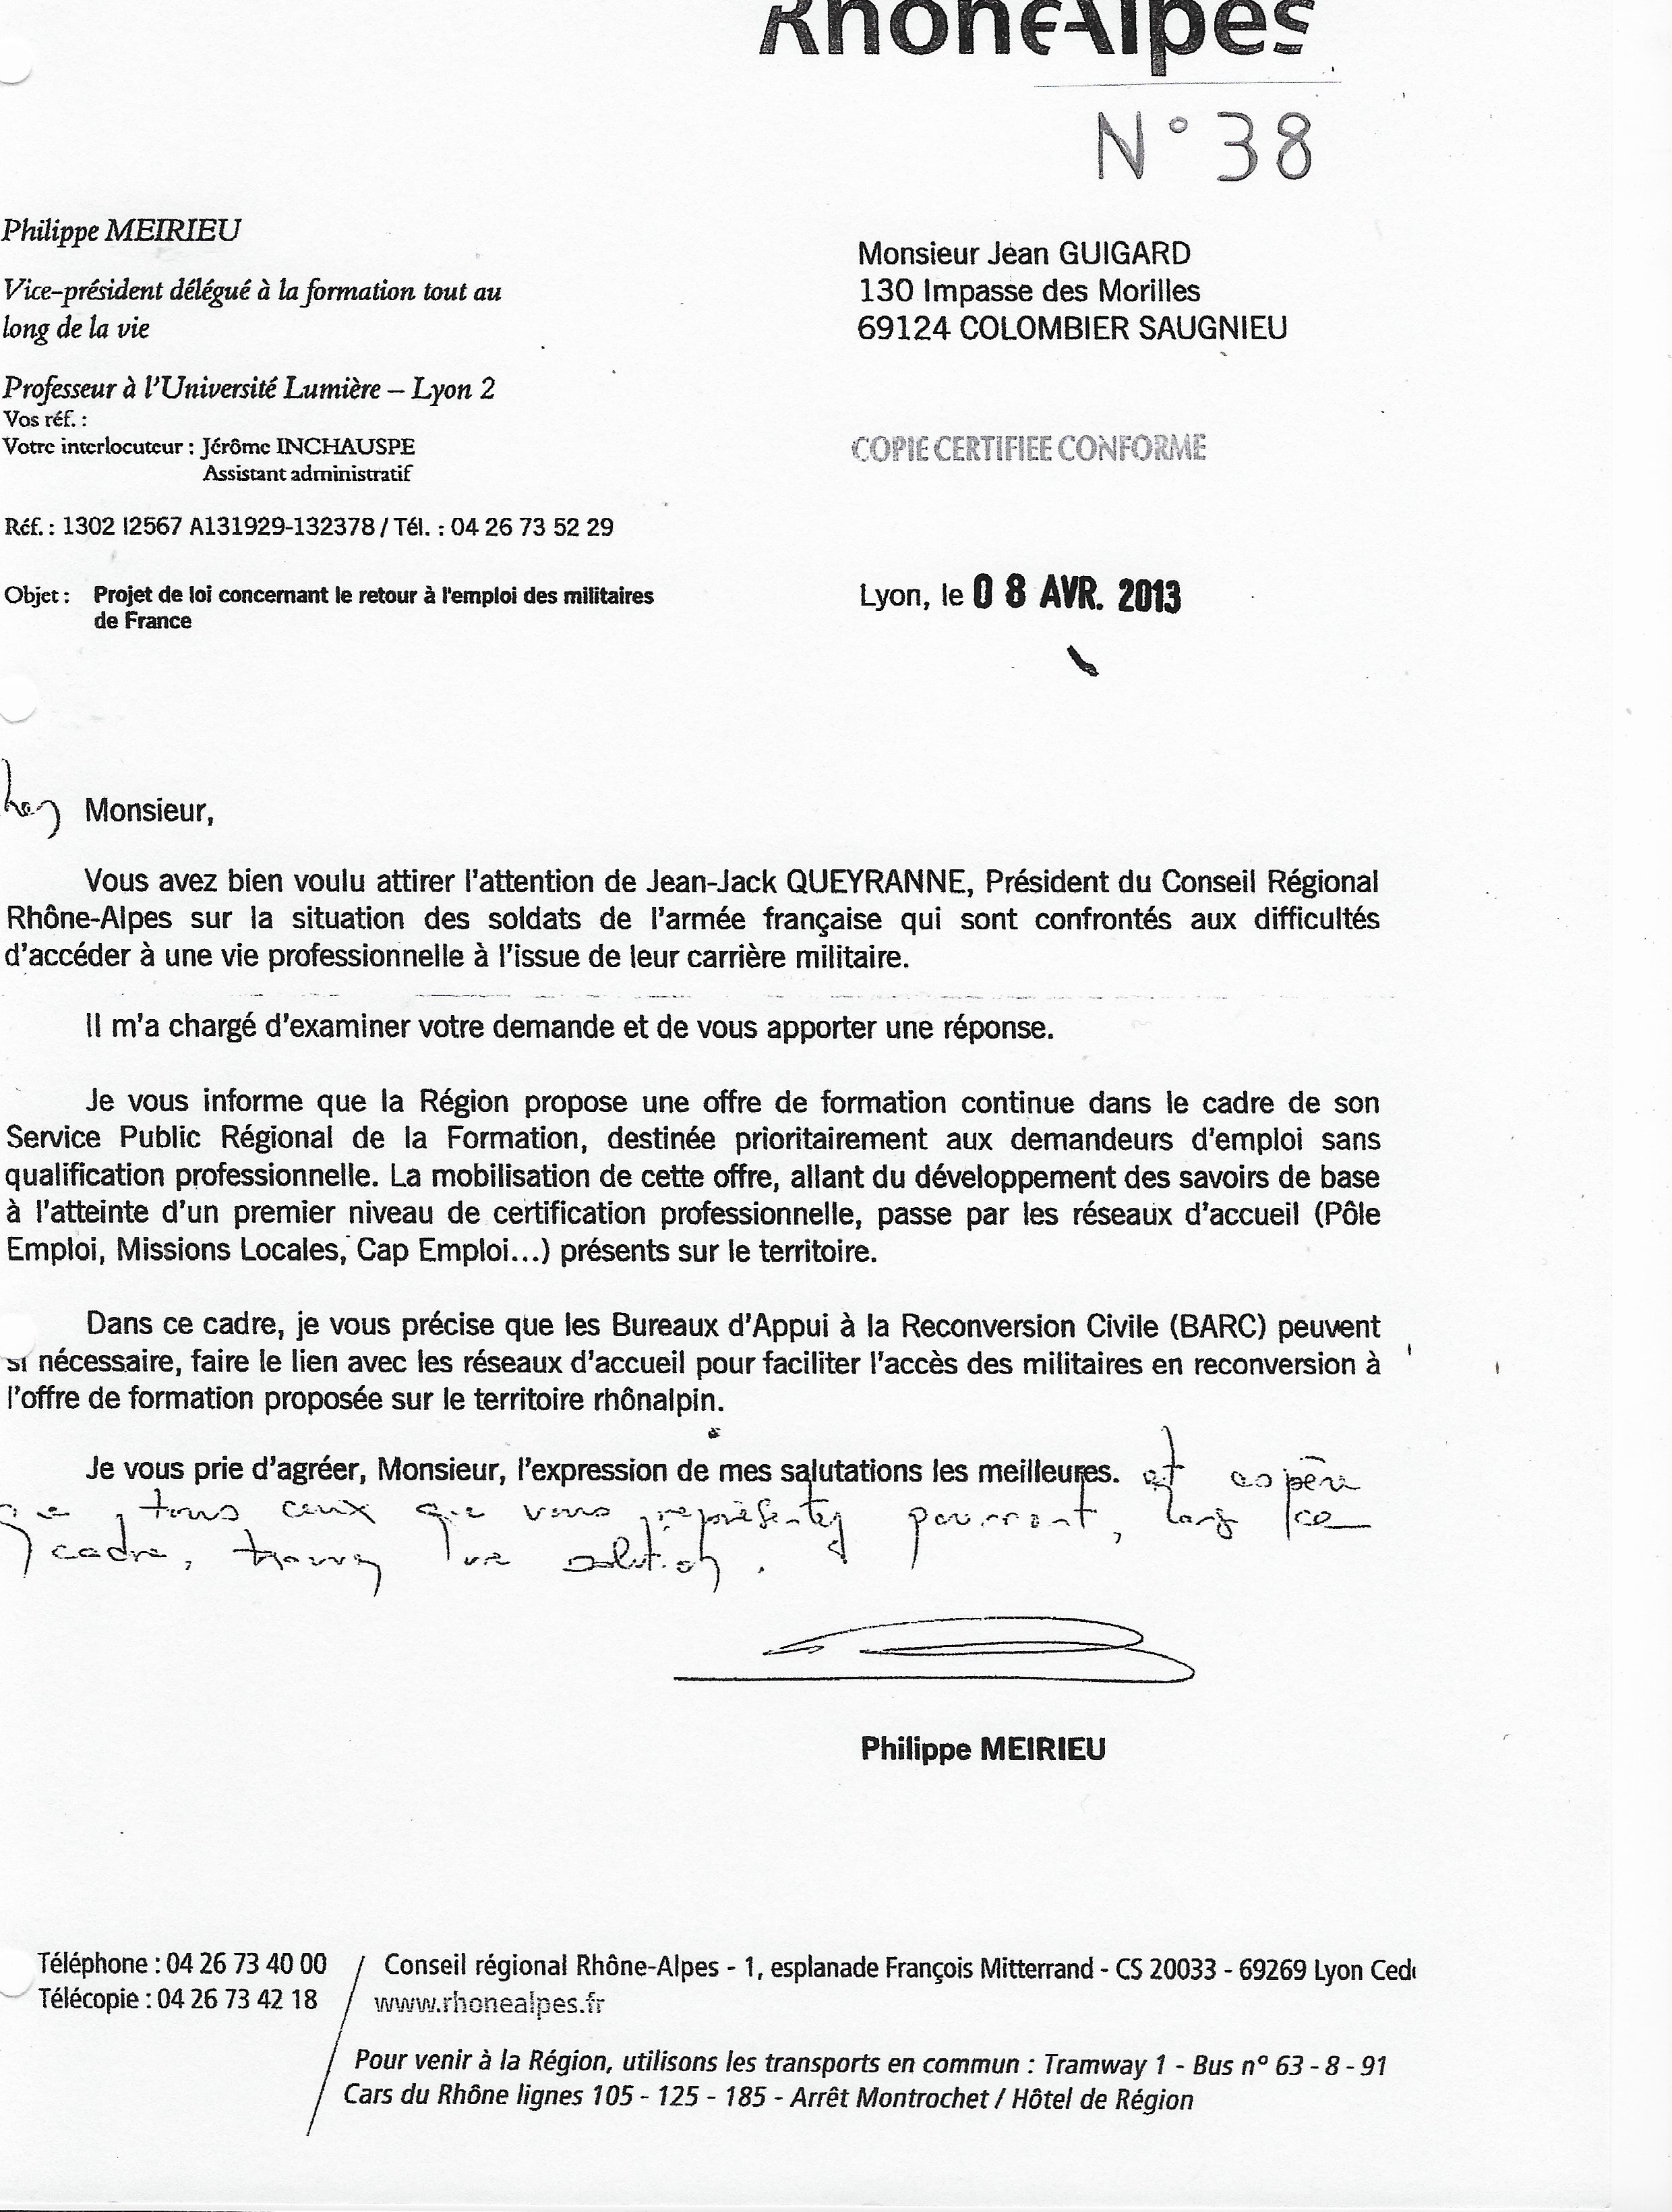 RhôneAlpes
N° 38
Philippe MEIRIEU
Vice-président délégué à la formation tout au
long de la vie
Professeur à l'Université Lumière – Lyon 2
Vos réf. :
Votre interlocuteur : Jérôme INCHAUSPE
Assistant administratif
Réf. : 1302 I2567 A131929-132378 / Tél. : 04 26 73 52 29
Objet : Projet de loi concernant le retour à l'emploi des militaires
de France
Monsieur Jean GUIGARD
130 Impasse des Morilles
69124 COLOMBIER SAUGNIEU
COPIE CERTIFIEE CONFORME
Lyon, le 08 AVR. 2013
Monsieur,
Vous avez bien voulu attirer l'attention de Jean-Jack QUEYRANNE, Président du Conseil Régional
Rhône-Alpes sur la situation des soldats de l'armée française qui sont confrontés aux difficultés
d'accéder à une vie professionnelle à l'issue de leur carrière militaire.
Il m'a chargé d'examiner votre demande et de vous apporter une réponse.
Je vous informe que la Région propose une offre de formation continue dans le cadre de son
Service Public Régional de la Formation, destinée prioritairement aux demandeurs d'emploi sans
qualification professionnelle. La mobilisation de cette offre, allant du développement des savoirs de base
à l'atteinte d'un premier niveau de certification professionnelle, passe par les réseaux d'accueil (Pôle
Emploi, Missions Locales, Cap Emploi...) présents sur le territoire.
Dans ce cadre, je vous précise que les Bureaux d'Appui à la Reconversion Civile (BARC) peuvent
si nécessaire, faire le lien avec les réseaux d'accueil pour faciliter l'accès des militaires en reconversion à
l'offre de formation proposée sur le territoire rhônalpin.
Je vous prie d'agréer, Monsieur, l'expression de mes salutations les meilleures. et espère
que tous ceux que vous représentez pourront, dans ce
cadre, trouver une solution.
Philippe MEIRIEU
Téléphone : 04 26 73 40 00
Télécopie : 04 26 73 42 18
Conseil régional Rhône-Alpes - 1, esplanade François Mitterrand - CS 20033 - 69269 Lyon Ced
www.rhonealpes.fr
Pour venir à la Région, utilisons les transports en commun : Tramway 1 - Bus n° 63 - 8 - 91
Cars du Rhône lignes 105 - 125 - 185 - Arrêt Montrochet / Hôtel de Région